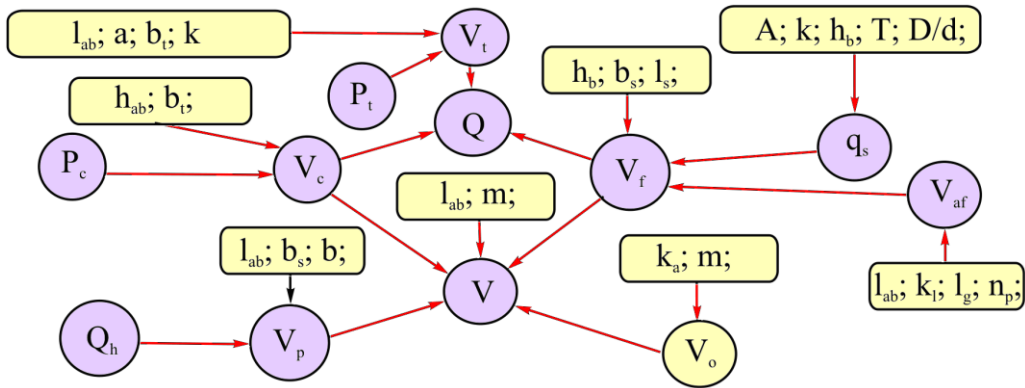 l_ab; a; b_t; k
V_t
A; k; h_b; T; D/d;
h_b; b_s; l_s;
P_t
h_ab; b_t;
Q
q_s
P_c
V_c
V_f
V_af
l_ab; m;
l_ab; b_s; b;
k_a; m;
l_ab; k_l; l_g; n_p;
V
Q_h
V_p
V_o